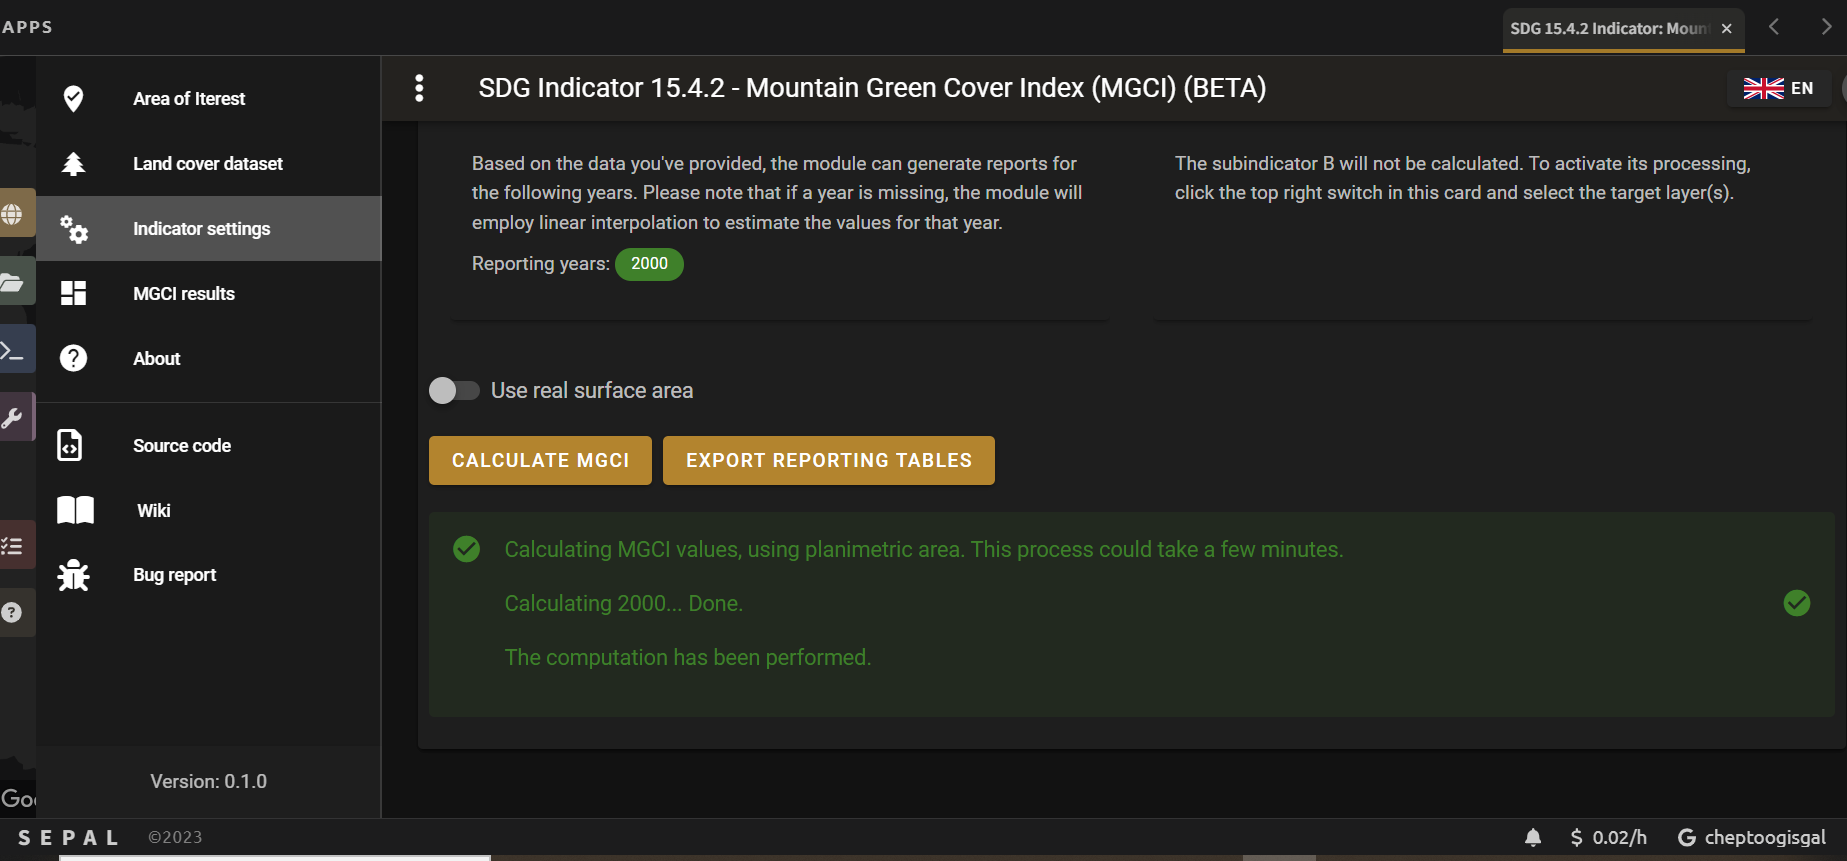 APPS
SDG 15.4.2 Indicator: Moun
Area of Iterest
Land cover dataset
Indicator settings
MGCI results
About
Source code
Wiki
Bug report
Version: 0.1.0
SDG Indicator 15.4.2 - Mountain Green Cover Index (MGCI) (BETA)
EN
Based on the data you've provided, the module can generate reports for
the following years. Please note that if a year is missing, the module will
employ linear interpolation to estimate the values for that year.
Reporting years: 2000
The subindicator B will not be calculated. To activate its processing,
click the top right switch in this card and select the target layer(s).
Use real surface area
CALCULATE MGCI
EXPORT REPORTING TABLES
Calculating MGCI values, using planimetric area. This process could take a few minutes.
Calculating 2000... Done.
The computation has been performed.
Goo
SEPAL ©2023
$ 0.02/h
cheptoogisgal